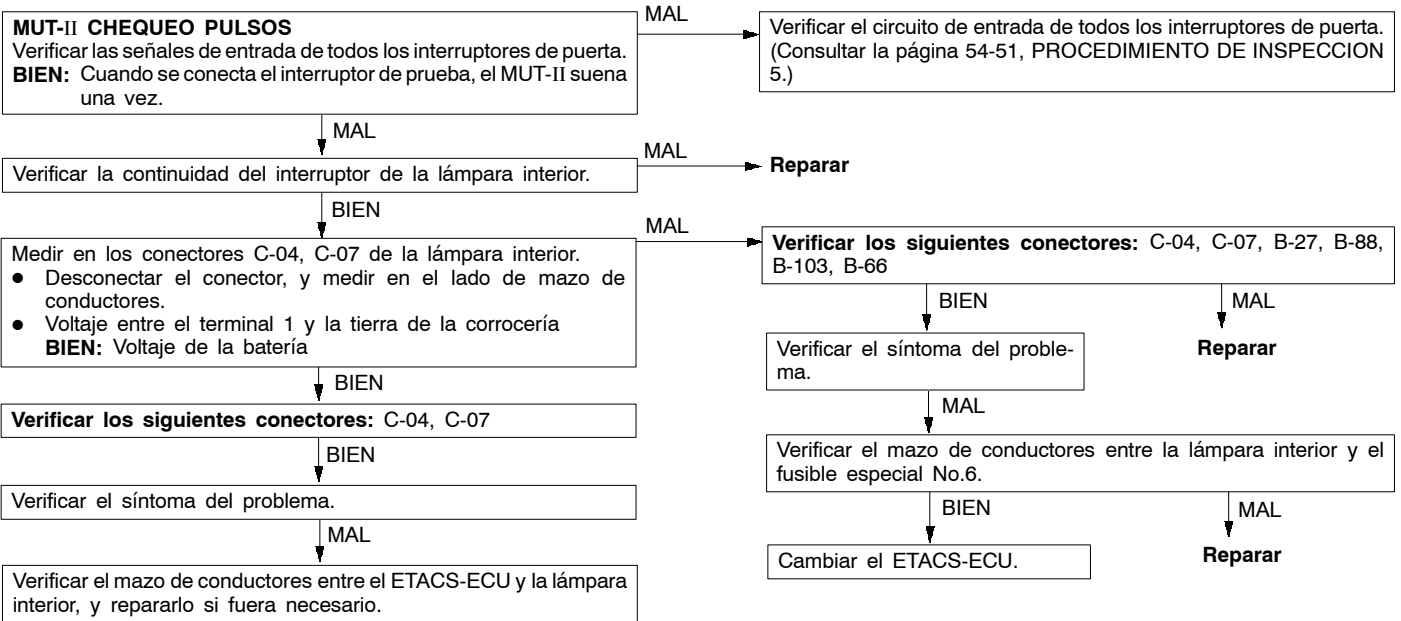 MUT-II CHEQUEO PULSOS
Verificar las señales de entrada de todos los interruptores de puerta.
BIEN: Cuando se conecta el interruptor de prueba, el MUT-II suena
una vez.
MAL
Verificar el circuito de entrada de todos los interruptores de puerta.
(Consultar la página 54-51, PROCEDIMIENTO DE INSPECCION
5.)
MAL
Verificar la continuidad del interruptor de la lámpara interior.
MAL
Reparar
BIEN
Medir en los conectores C-04, C-07 de la lámpara interior.
● Desconectar el conector, y medir en el lado de mazo de
conductores.
● Voltaje entre el terminal 1 y la tierra de la corrocería
BIEN: Voltaje de la batería
MAL
Verificar los siguientes conectores: C-04, C-07, B-27, B-88,
B-103, B-66
BIEN
MAL
Verificar el síntoma del proble-
ma.
Reparar
MAL
Verificar el mazo de conductores entre la lámpara interior y el
fusible especial No.6.
BIEN
MAL
Cambiar el ETACS-ECU.
Reparar
BIEN
Verificar los siguientes conectores: C-04, C-07
BIEN
Verificar el síntoma del problema.
MAL
Verificar el mazo de conductores entre el ETACS-ECU y la lámpara
interior, y repararlo si fuera necesario.